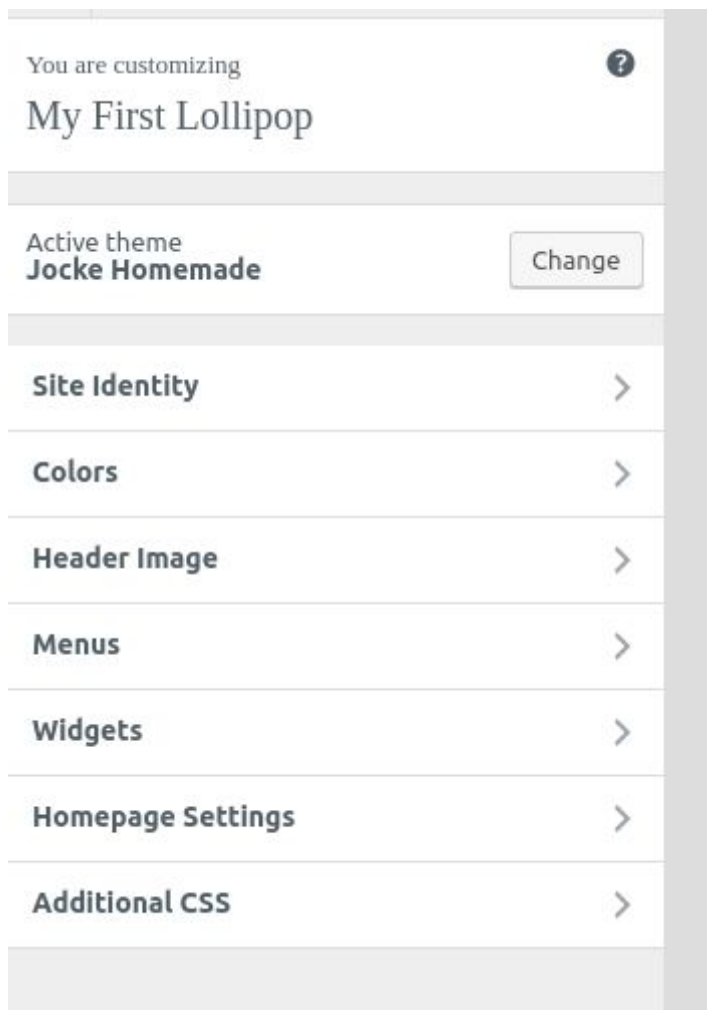 You are customizing
My First Lollipop
Active theme
Jocke Homemade
Change
Site Identity
Colors
Header Image
Menus
Widgets
Homepage Settings
Additional CSS